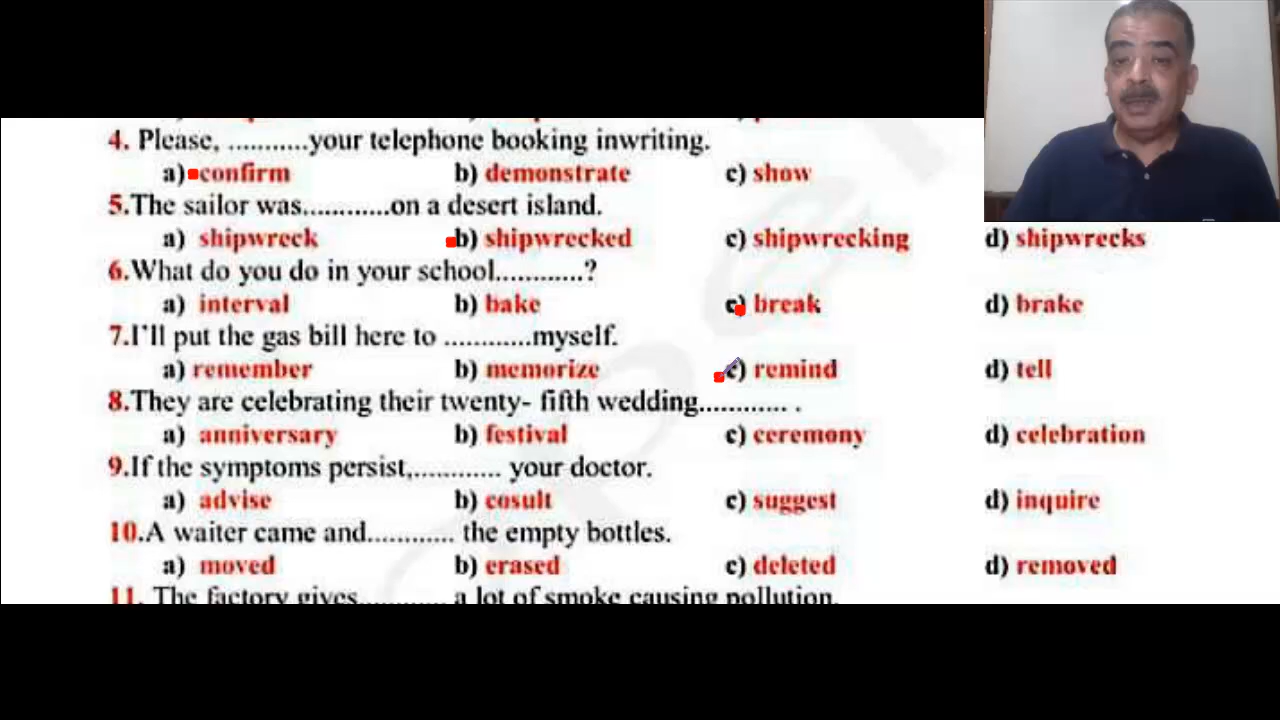 4. Please, ...........your telephone booking inwriting.
a) confirm b) demonstrate c) show
5.The sailor was............on a desert island.
a) shipwreck b) shipwrecked c) shipwrecking d) shipwrecks
6.What do you do in your school............?
a) interval b) bake c) break d) brake
7.I'll put the gas bill here to ............myself.
a) remember b) memorize c) remind d) tell
8.They are celebrating their twenty- fifth wedding............ .
a) anniversary b) festival c) ceremony d) celebration
9.If the symptoms persist,............ your doctor.
a) advise b) cosult c) suggest d) inquire
10.A waiter came and............ the empty bottles.
a) moved b) erased c) deleted d) removed
11. The factory gives............ a lot of smoke causing pollution.